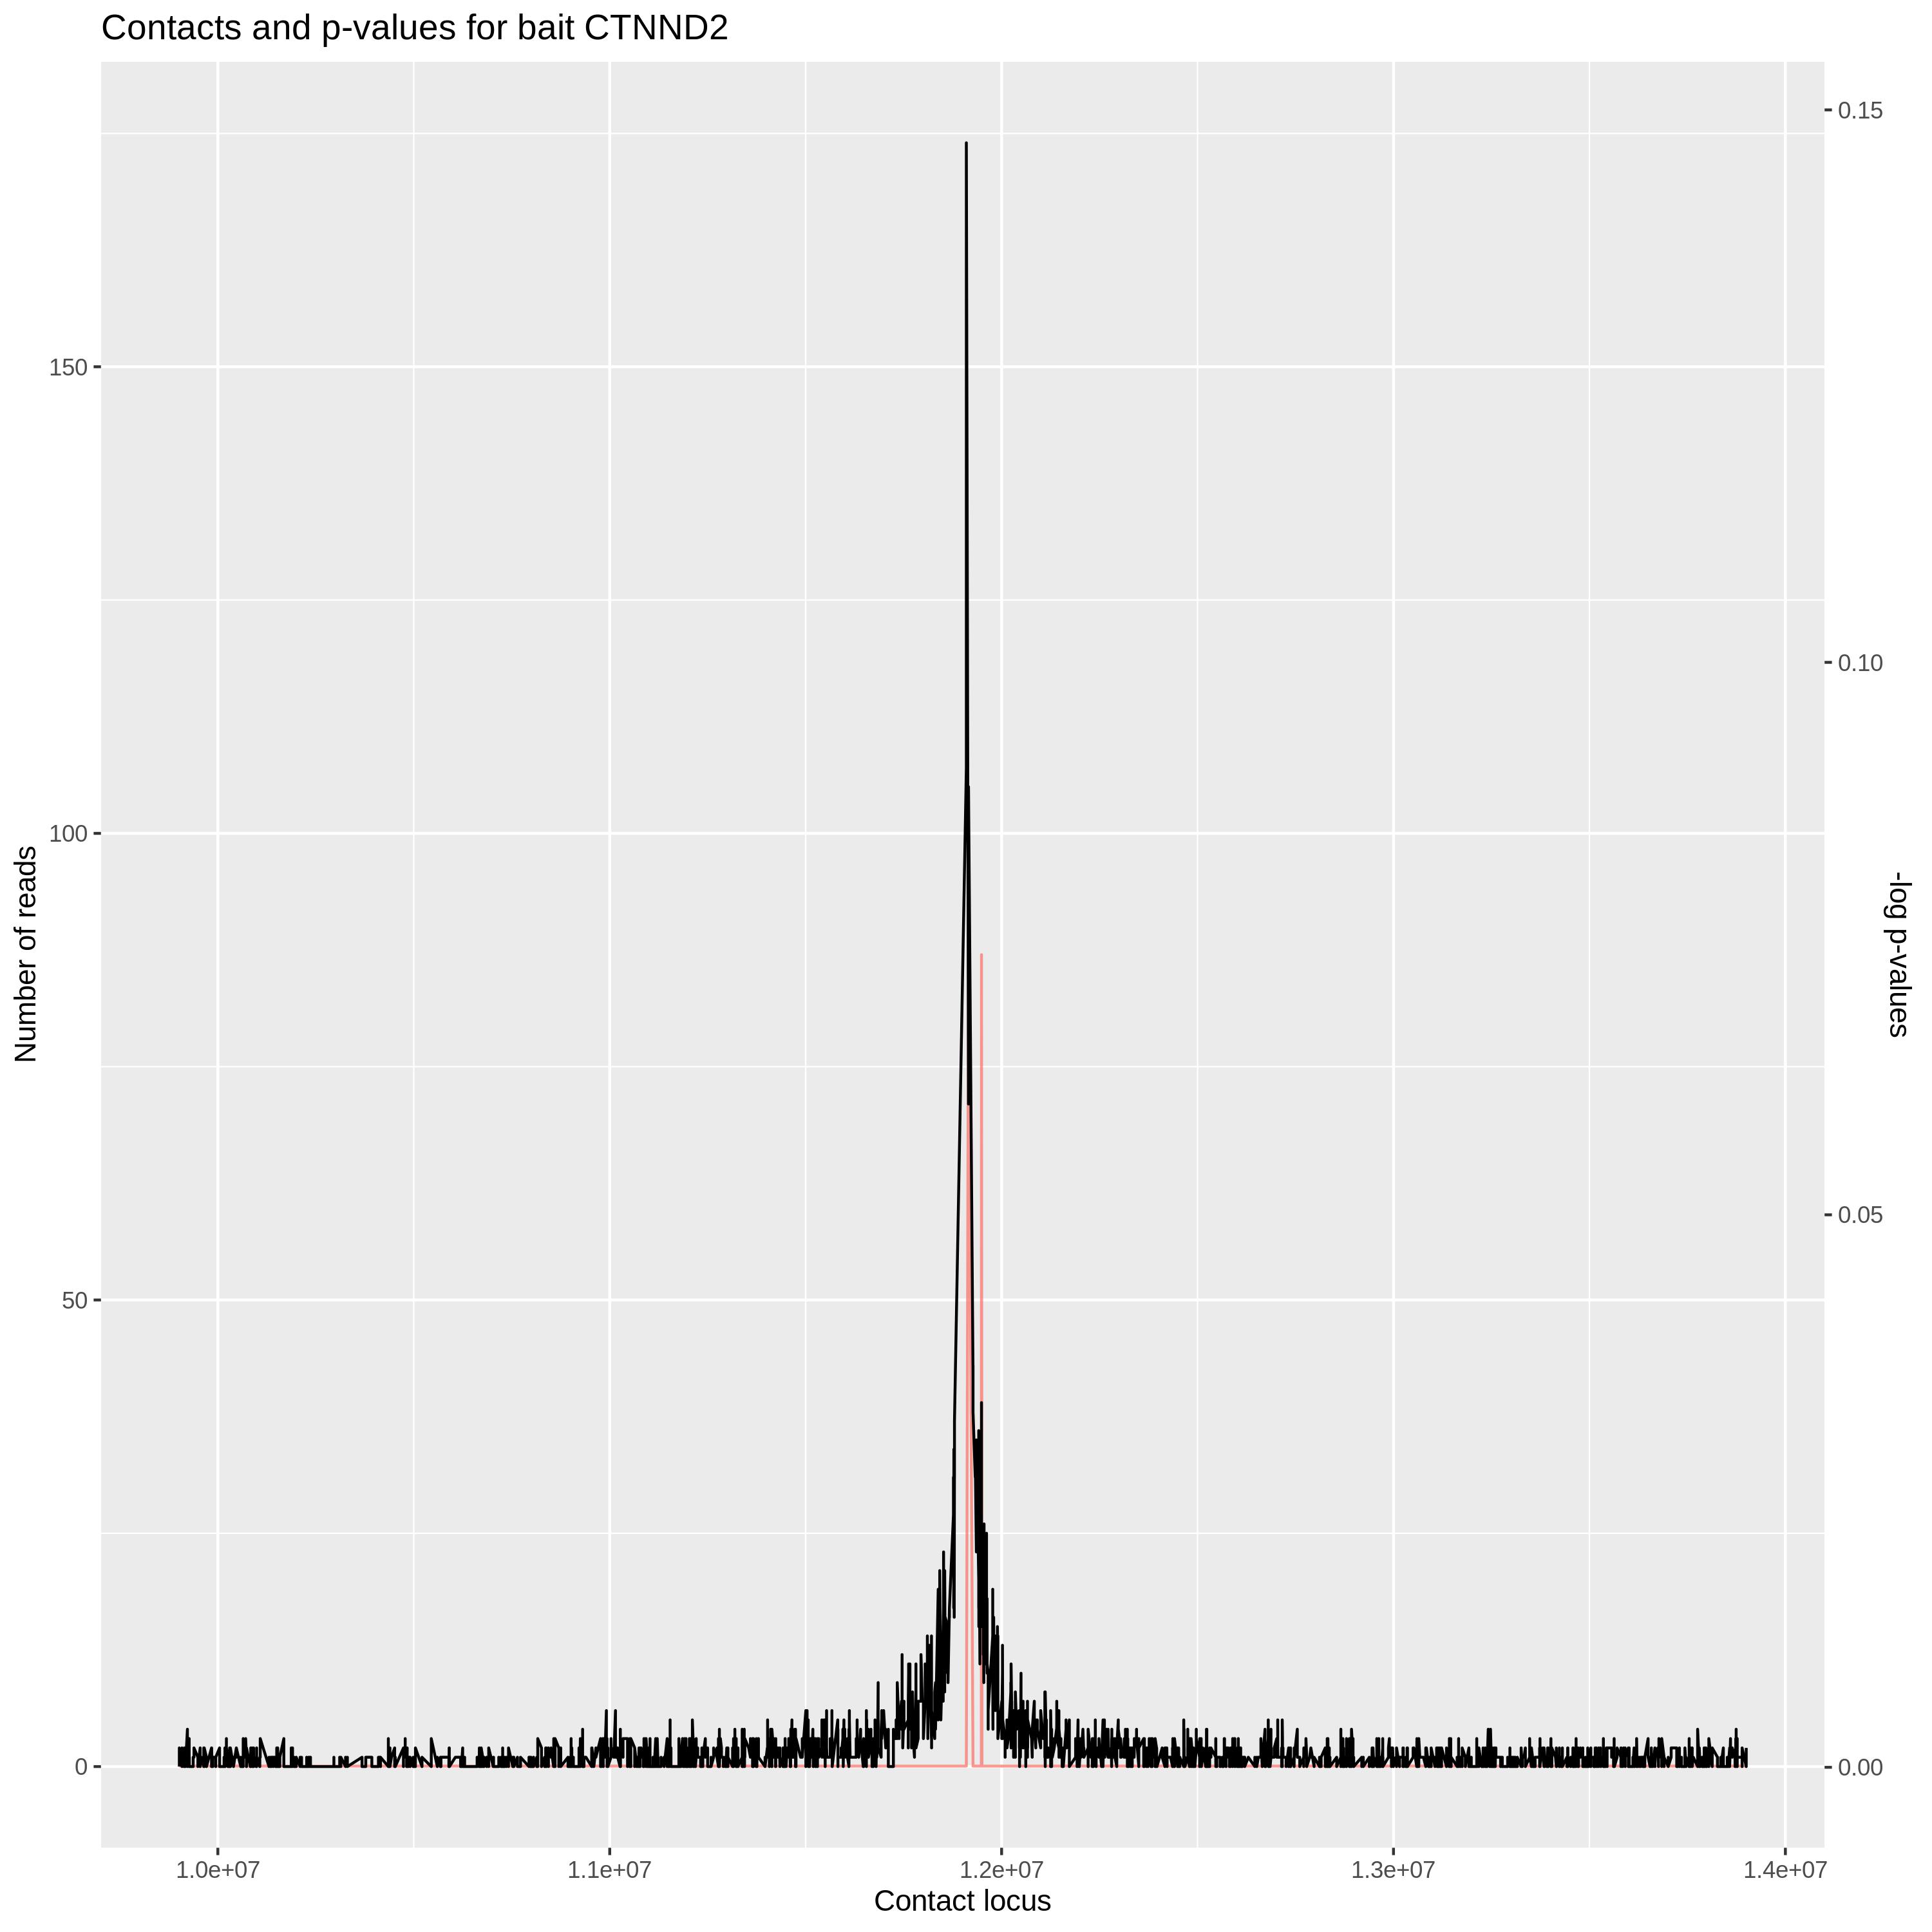 Contacts and p-values for bait CTNND2
Number of reads
150
100
50
0
0.15
0.10
0.05
0.00
-log p-values
1.0e+07
1.1e+07
1.2e+07
1.3e+07
1.4e+07
Contact locus